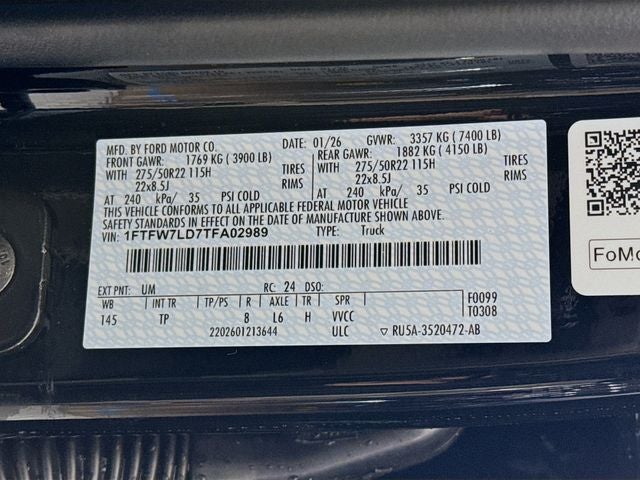 MFD. BY FORD MOTOR CO.
DATE: 01/26 GVWR: 3357 KG ( 7400 LB)
FRONT GAWR: 1769 KG ( 3900 LB)
REAR GAWR: 1882 KG ( 4150 LB)
WITH 275/50R22 115H TIRES
WITH 275/50R22 115H TIRES
22x8.5J RIMS
22x8.5J RIMS
AT 240 kPa/ 35 PSI COLD
AT 240 kPa/ 35 PSI COLD
THIS VEHICLE CONFORMS TO ALL APPLICABLE FEDERAL MOTOR VEHICLE
SAFETY STANDARDS IN EFFECT ON THE DATE OF MANUFACTURE SHOWN ABOVE.
VIN: 1FTFW7LD7TFA02989 TYPE: Truck
EXT PNT: UM RC: 24 DSO:
WB INT TR TP/PS R AXLE TR SPR F0099
145 TP 8 L6 H VVCC T0308
2202601213644 ULC ▽ RU5A-3520472-AB